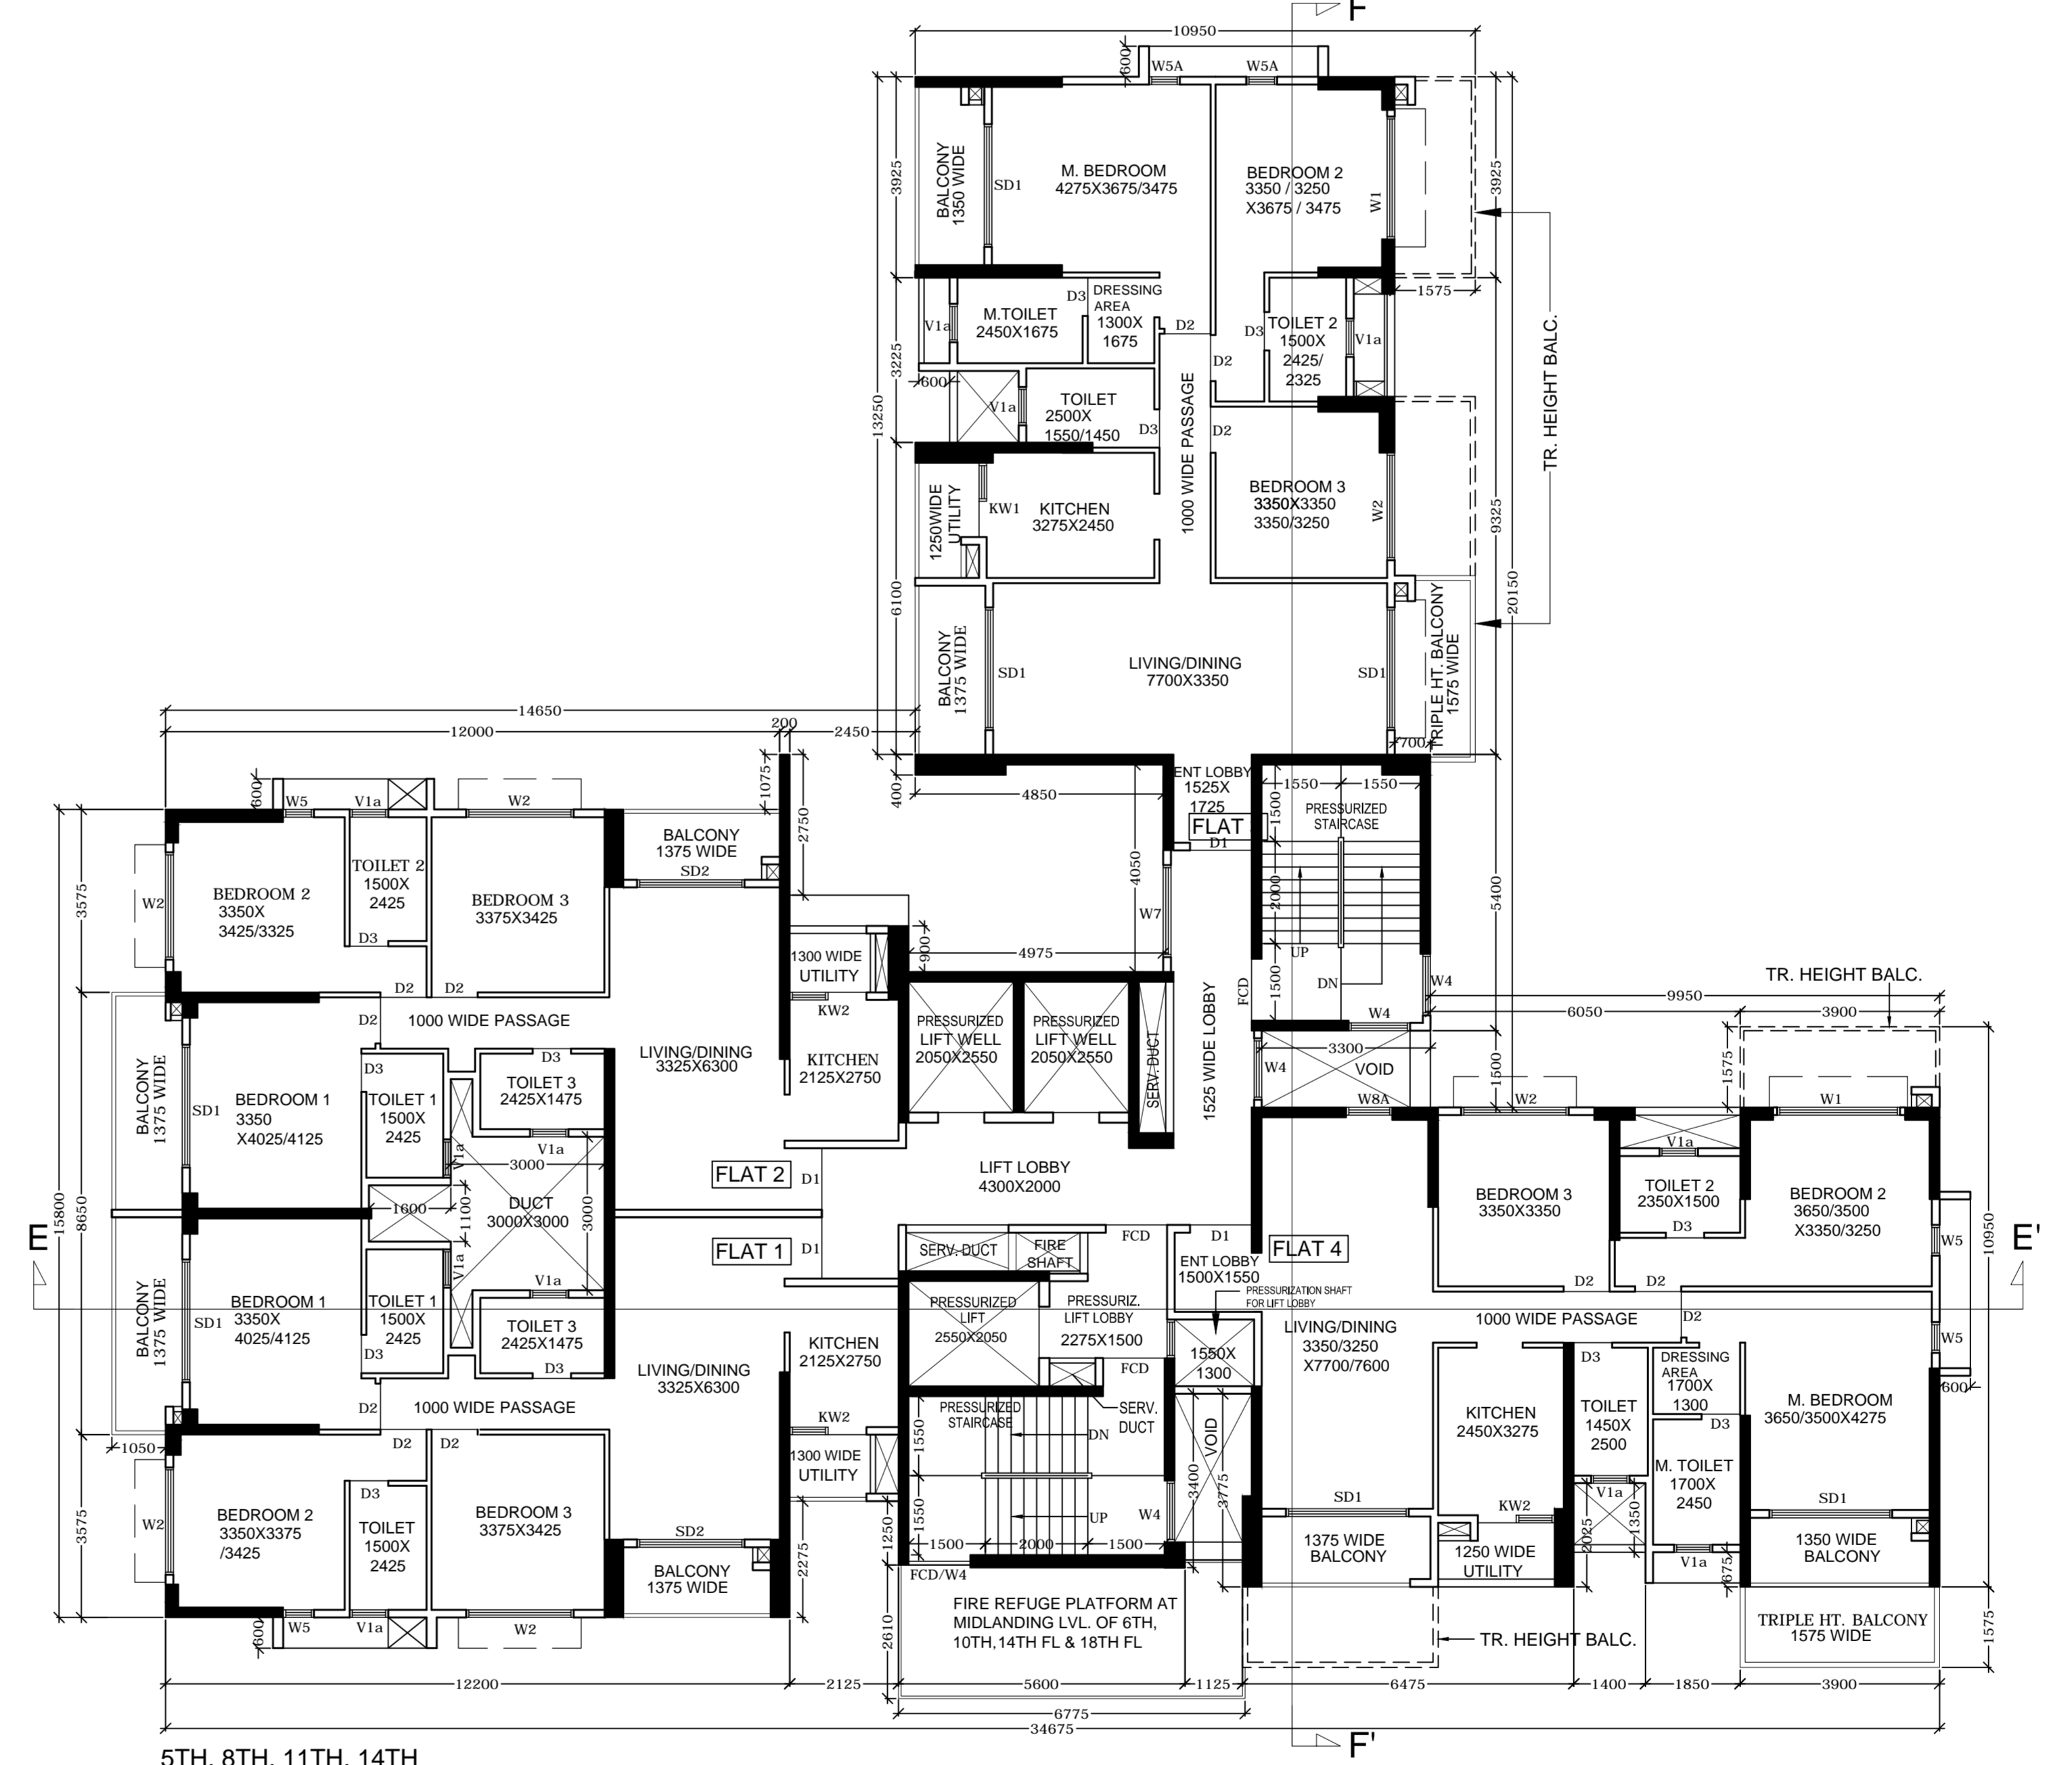 F
10950
600
W5A
W5A
BALCONY
1350 WIDE
SD1
M. BEDROOM
4275X3675/3475
BEDROOM 2
3350 / 3250
X3675 / 3475
W1
3925
3925
1575
M.TOILET
2450X1675
D3
DRESSING
AREA
1300X
1675
D2
V1a
D3
TOILET 2
1500X
2425/
2325
V1a
D2
3225
600
V1a
TOILET
2500X
1550/1450
D3
D2
1000 WIDE PASSAGE
TR. HEIGHT BALC.
13250
1250WIDE
UTILITY
KW1
KITCHEN
3275X2450
BEDROOM 3
3350X3350
3350/3250
W2
9325
20150
6100
BALCONY
1375 WIDE
SD1
LIVING/DINING
7700X3350
SD1
TRIPLE HT. BALCONY
1575 WIDE
700
14650
12000
200
2450
1075
400
4850
ENT LOBBY
1525X
1725
FLAT
D1
1550
1550
1500
PRESSURIZED
STAIRCASE
2000
1500
UP
DN
5400
W4
W4
FCD
600
W5
V1a
W2
BALCONY
1375 WIDE
SD2
2750
4050
W7
4975
900
15800
3575
W2
BEDROOM 2
3350X
3425/3325
TOILET 2
1500X
2425
D3
BEDROOM 3
3375X3425
D2
D2
1300 WIDE
UTILITY
KW2
D2
1000 WIDE PASSAGE
PRESSURIZED
LIFT WELL
2050X2550
PRESSURIZED
LIFT WELL
2050X2550
SERV. DUCT
1525 WIDE LOBBY
W4
3300
VOID
W8A
1500
TR. HEIGHT BALC.
9950
6050
3900
1575
W2
W1
BALCONY
1375 WIDE
SD1
BEDROOM 1
3350
X4025/4125
D3
TOILET 1
1500X
2425
V1a
D3
TOILET 3
2425X1475
V1a
3000
LIVING/DINING
3325X6300
KITCHEN
2125X2750
FLAT 2
D1
LIFT LOBBY
4300X2000
8650
1600
1100
DUCT
3000X3000
3000
BEDROOM 3
3350X3350
V1a
TOILET 2
2350X1500
D3
BEDROOM 2
3650/3500
X3350/3250
W5
10950
E
E'
FLAT 1
D1
SERV. DUCT
FIRE
SHAFT
FCD
D1
FLAT 4
ENT LOBBY
1500X1550
PRESSURIZATION SHAFT
FOR LIFT LOBBY
D2
D2
V1a
V1a
BALCONY
1375 WIDE
SD1
BEDROOM 1
3350X
4025/4125
TOILET 1
1500X
2425
D3
TOILET 3
2425X1475
D3
LIVING/DINING
3325X6300
KITCHEN
2125X2750
PRESSURIZED
LIFT
2550X2050
PRESSURIZ.
LIFT LOBBY
2275X1500
FCD
1550X
1300
LIVING/DINING
3350/3250
X7700/7600
1000 WIDE PASSAGE
D2
W5
D3
DRESSING
AREA
1700X
1300
M. BEDROOM
3650/3500X4275
600
D2
1000 WIDE PASSAGE
KW2
D2
D2
1050
PRESSURIZED
STAIRCASE
1550
DN
SERV.
DUCT
VOID
3400
3775
KITCHEN
2450X3275
TOILET
1450X
2500
D3
M. TOILET
1700X
2450
1300 WIDE
UTILITY
W2
BEDROOM 2
3350X3375
/3425
D3
TOILET
1500X
2425
BEDROOM 3
3375X3425
SD2
BALCONY
1375 WIDE
3575
1550
UP
W4
1500
2000
1500
1250
2275
FCD/W4
SD1
1375 WIDE
BALCONY
KW2
1250 WIDE
UTILITY
V1a
1350
2025
V1a
675
SD1
1350 WIDE
BALCONY
600
W5
V1a
W2
2610
FIRE REFUGE PLATFORM AT
MIDLANDING LVL. OF 6TH,
10TH,14TH FL & 18TH FL
TR. HEIGHT BALC.
TRIPLE HT. BALCONY
1575 WIDE
1575
12200
2125
5600
1125
6475
1400
1850
3900
6775
34675
F'
5TH, 8TH, 11TH, 14TH